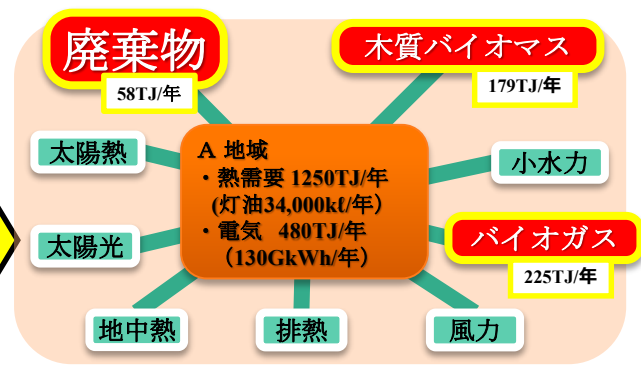 廃棄物
58TJ/年
木質バイオマス
179TJ/年
太陽熱
A 地域
・熱需要 1250TJ/年
(灯油34,000kℓ/年）
・電気 480TJ/年
（130GkWh/年）
小水力
太陽光
バイオガス
225TJ/年
地中熱
排熱
風力